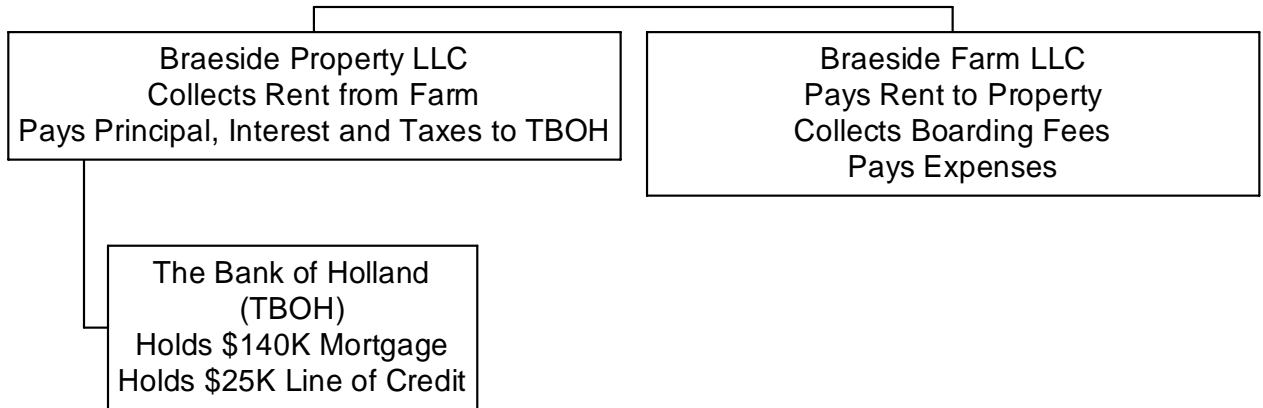 Braeside Property LLC
Collects Rent from Farm
Pays Principal, Interest and Taxes to TBOH
Braeside Farm LLC
Pays Rent to Property
Collects Boarding Fees
Pays Expenses
The Bank of Holland
(TBOH)
Holds $140K Mortgage
Holds $25K Line of Credit